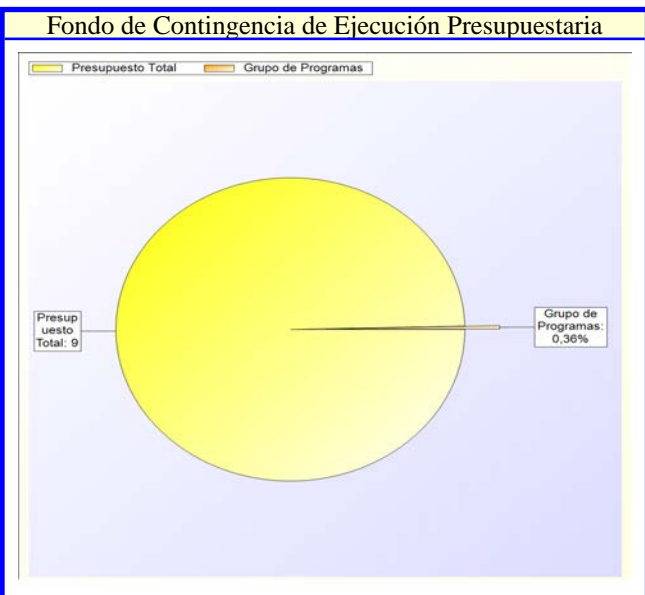 Fondo de Contingencia de Ejecución Presupuestaria
Presupuesto Total
Grupo de Programas
Presup
uesto
Total: 9
Grupo de
Programas:
0,36%